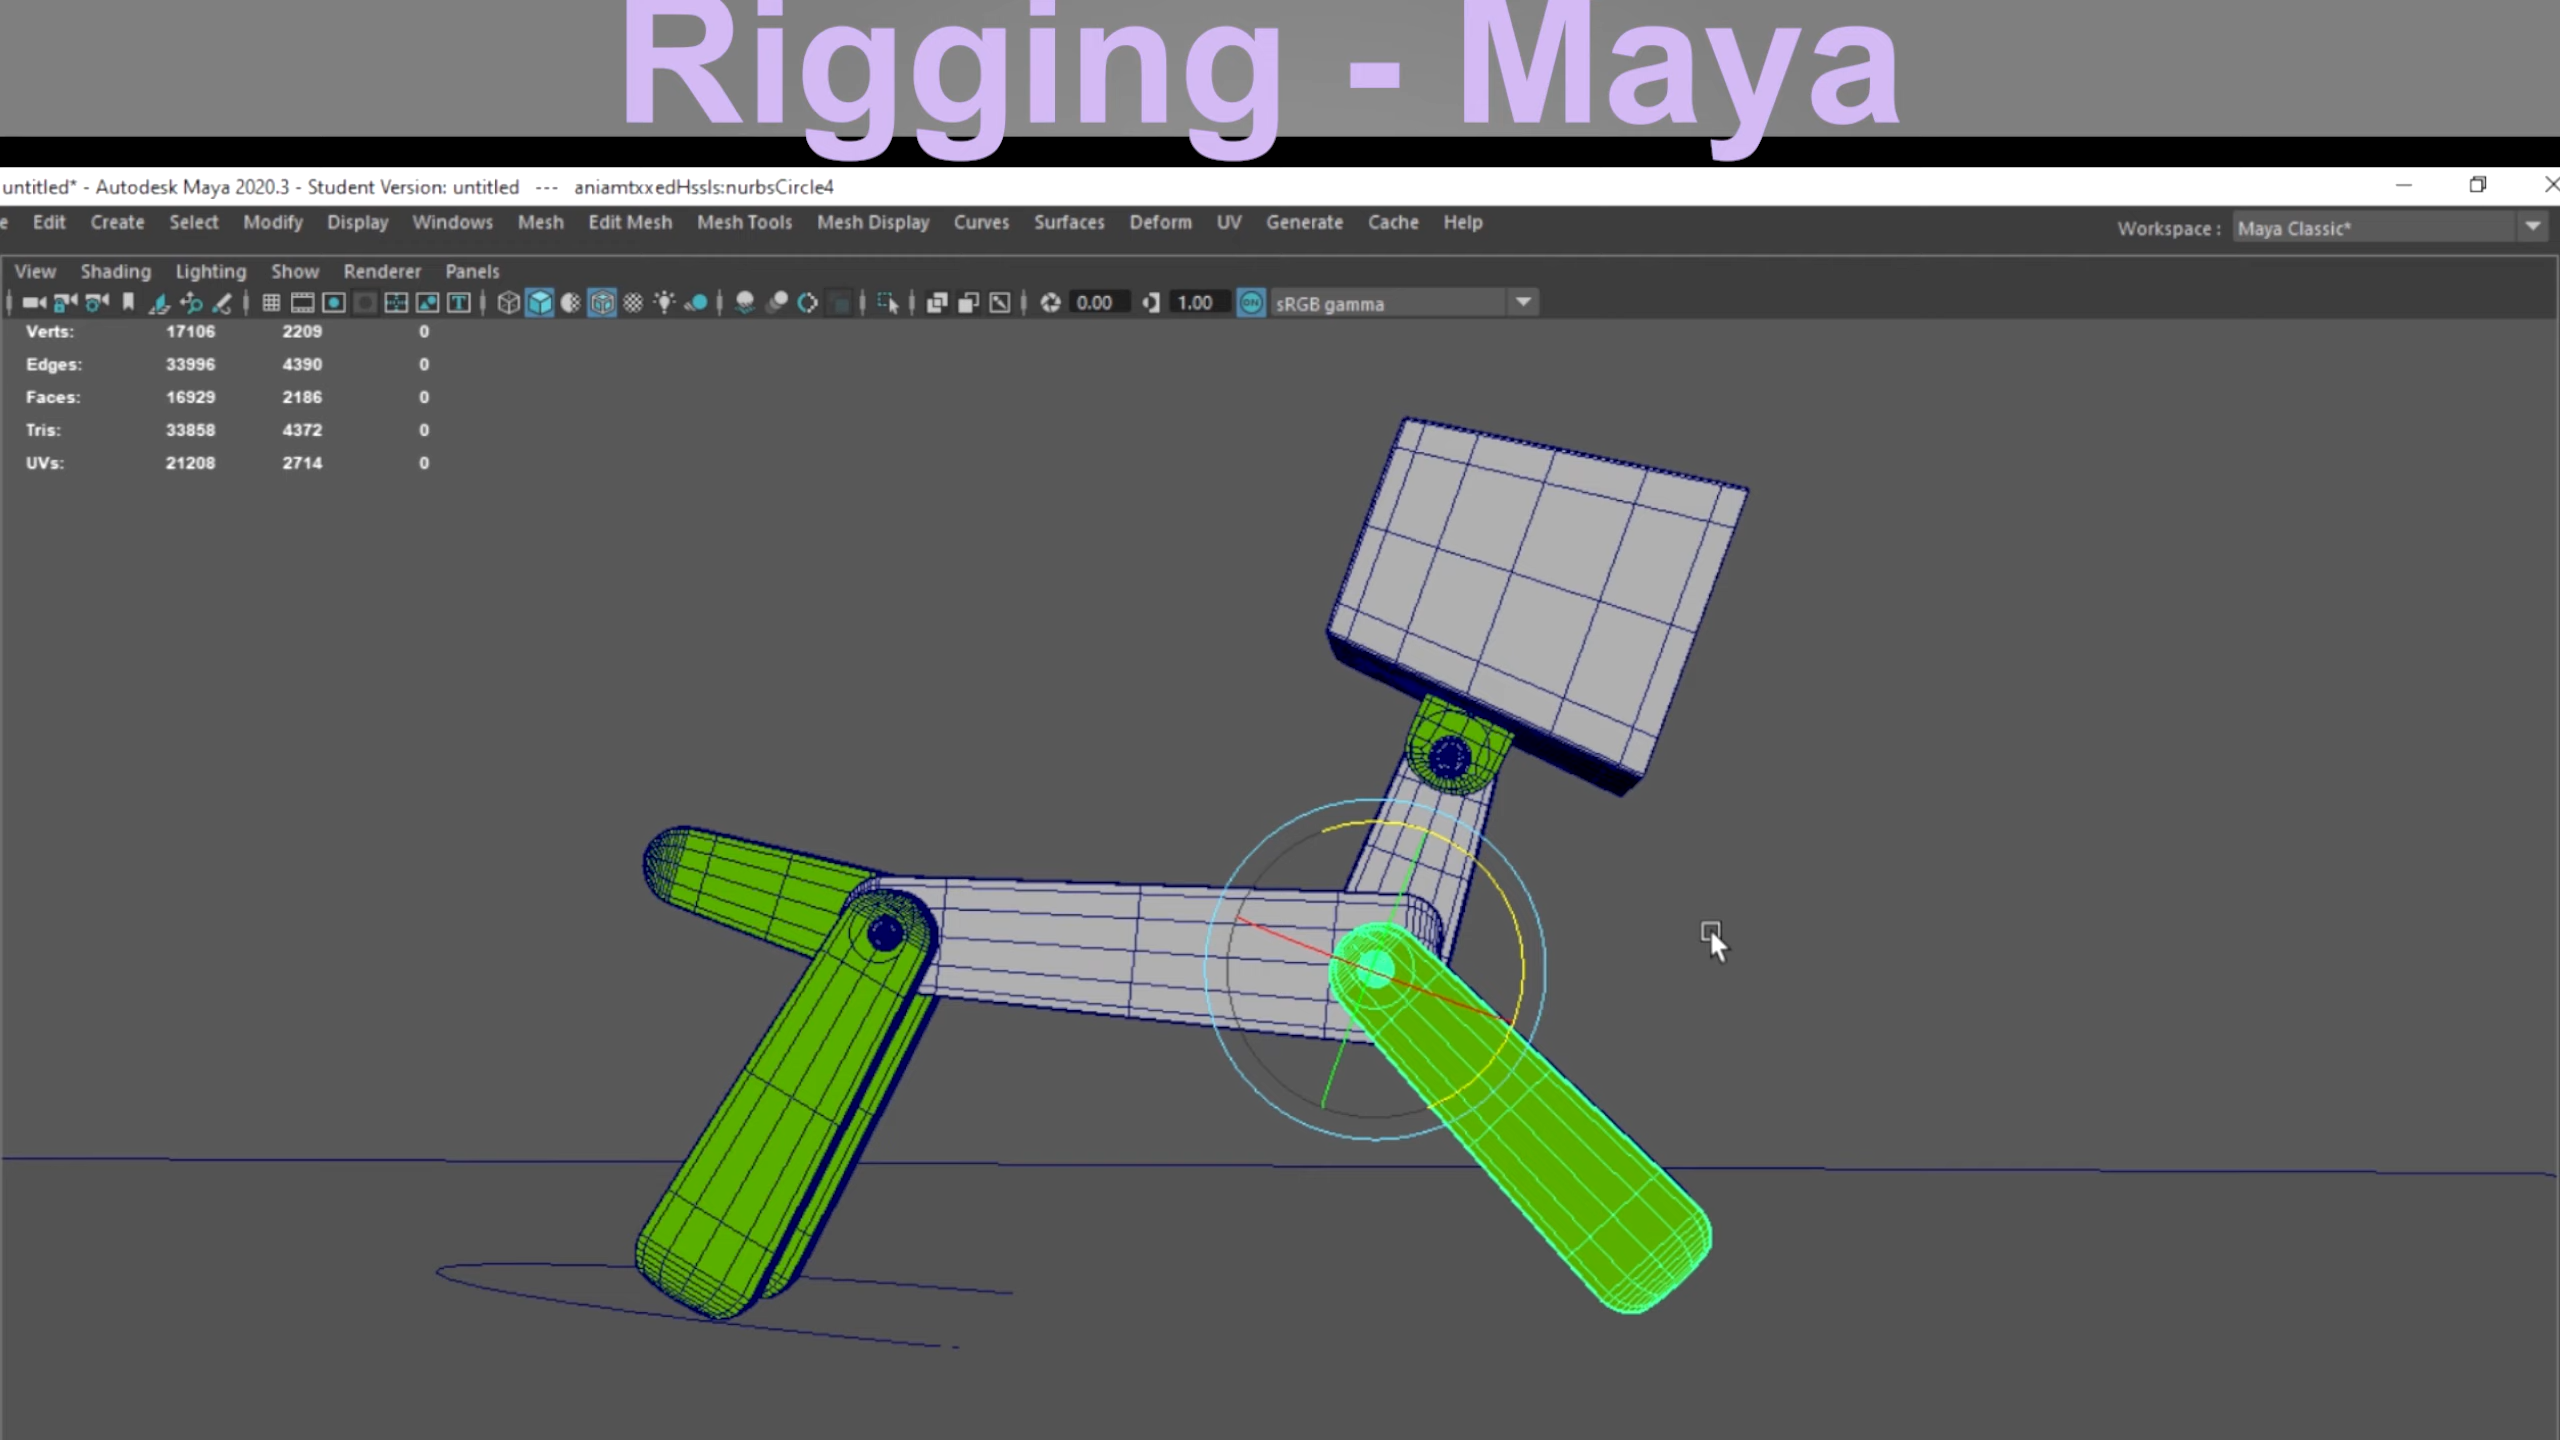 Rigging - Maya
untitled* - Autodesk Maya 2020.3 - Student Version: untitled --- aniamtxxedHssls:nurbsCircle4
e Edit Create Select Modify Display Windows Mesh Edit Mesh Mesh Tools Mesh Display Curves Surfaces Deform UV Generate Cache Help
Workspace : Maya Classic*
View Shading Lighting Show Renderer Panels
0.00 1.00 ON sRGB gamma
Verts: 17106 2209 0
Edges: 33996 4390 0
Faces: 16929 2186 0
Tris: 33858 4372 0
UVs: 21208 2714 0